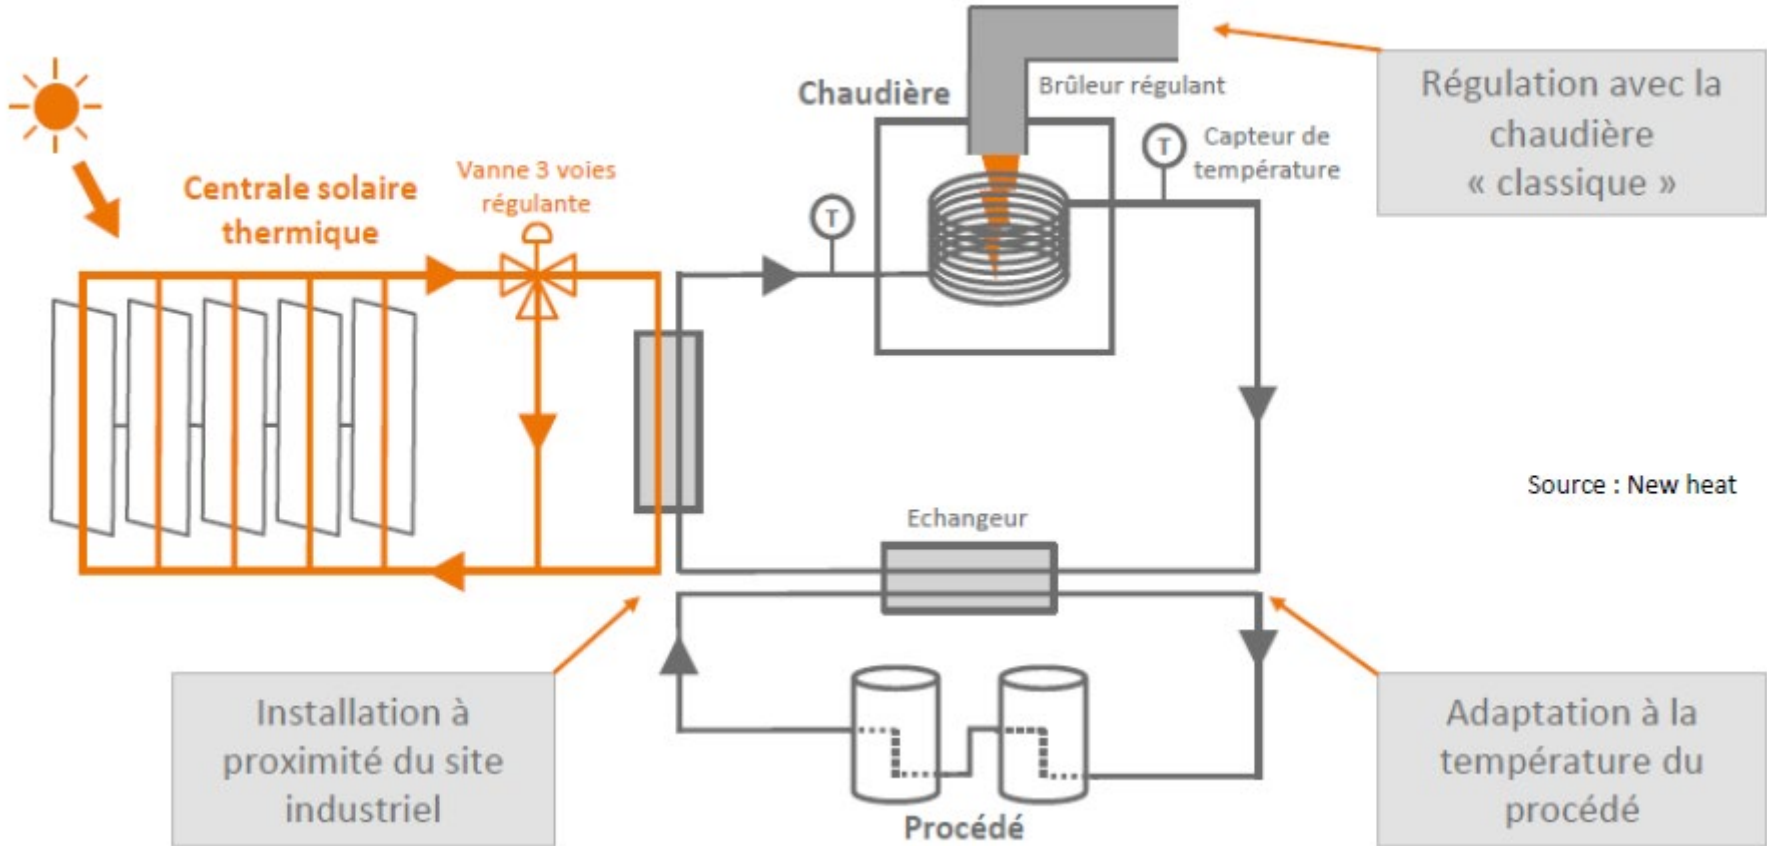 Chaudière
Brûleur régulant
Régulation avec la
chaudière
« classique »
Capteur de
température
T
T
Centrale solaire
thermique
Vanne 3 voies
régulante
Source : New heat
Echangeur
Installation à
proximité du site
industriel
Procédé
Adaptation à la
température du
procédé